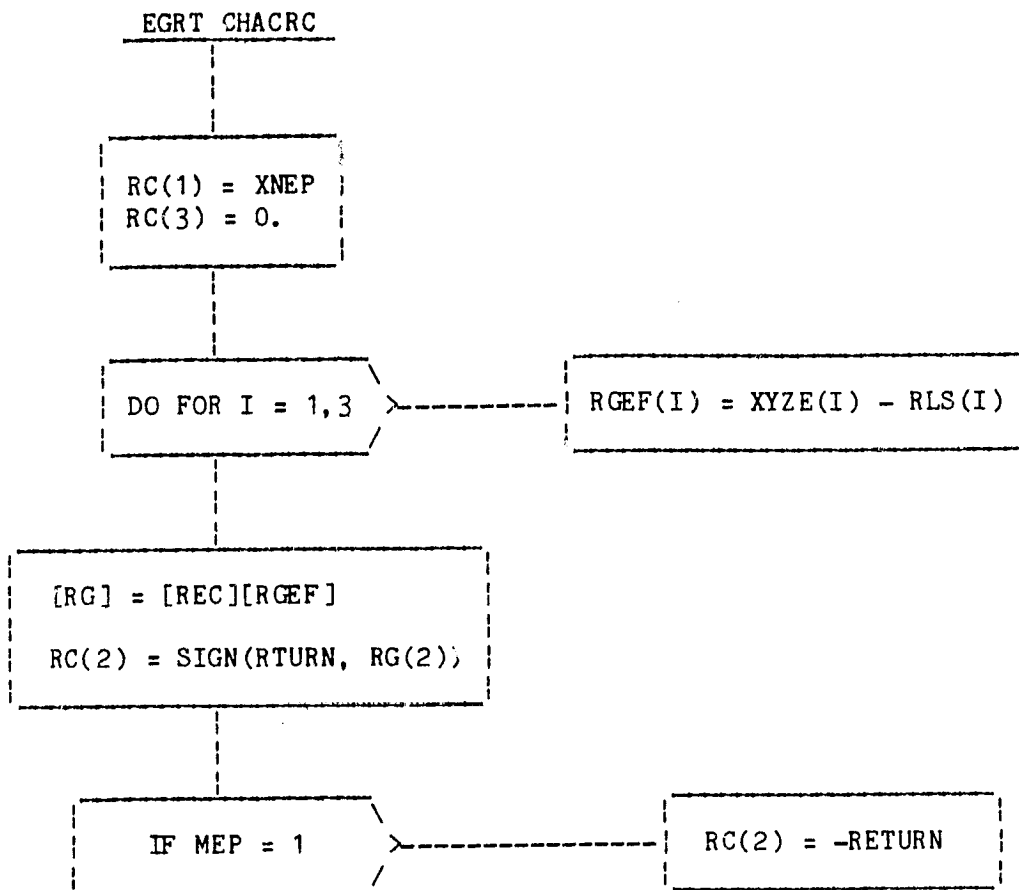 EGRT CHACRC
RC(1) = XNEP
RC(3) = 0.
DO FOR I = 1,3
RGEF(I) = XYZE(I) - RLS(I)
[RG] = [REC][RGEF]
RC(2) = SIGN(RTURN, RG(2))
IF MEP = 1
RC(2) = -RETURN